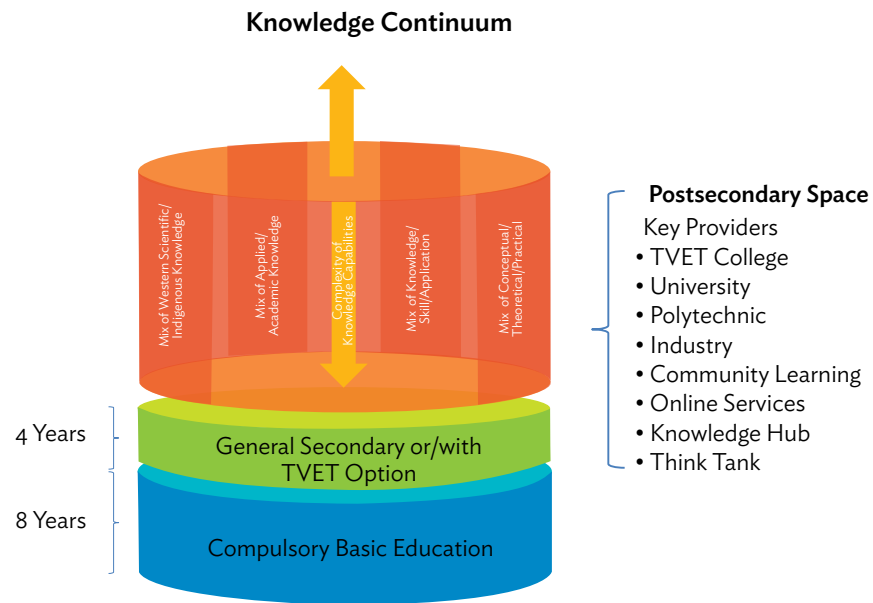 Knowledge Continuum
Mix of Western Scientific/
Indigenous Knowledge
Mix of Applied/
Academic Knowledge
Complexity of
Knowledge Capabilities
Mix of Knowledge/
Skill/Application
Mix of Conceptual/
Theoretical/Practical
Postsecondary Space
Key Providers
• TVET College
• University
• Polytechnic
• Industry
• Community Learning
• Online Services
• Knowledge Hub
• Think Tank
4 Years
General Secondary or/with
TVET Option
8 Years
Compulsory Basic Education